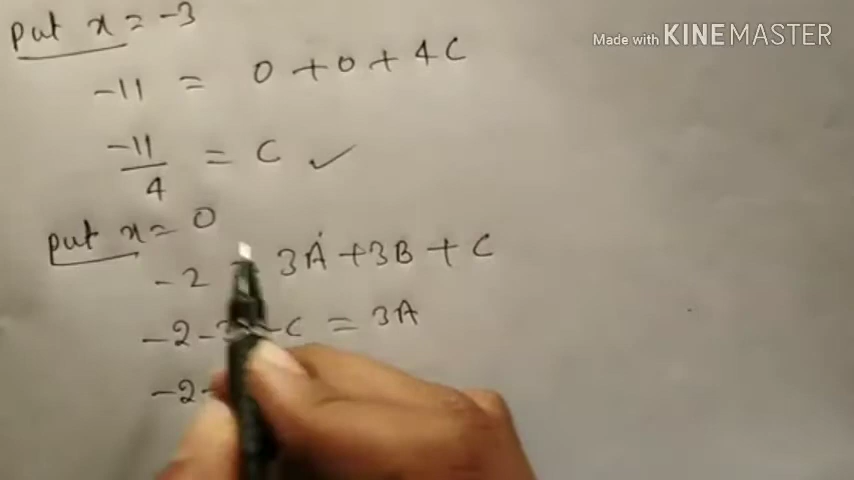 Made with KINEMASTER
Put x = -3
-11 = 0 + 0 + 4C
-11/4 = C ✓
Put x = 0
-2 = 3A + 3B + C
-2 - C = 3A
-2 -